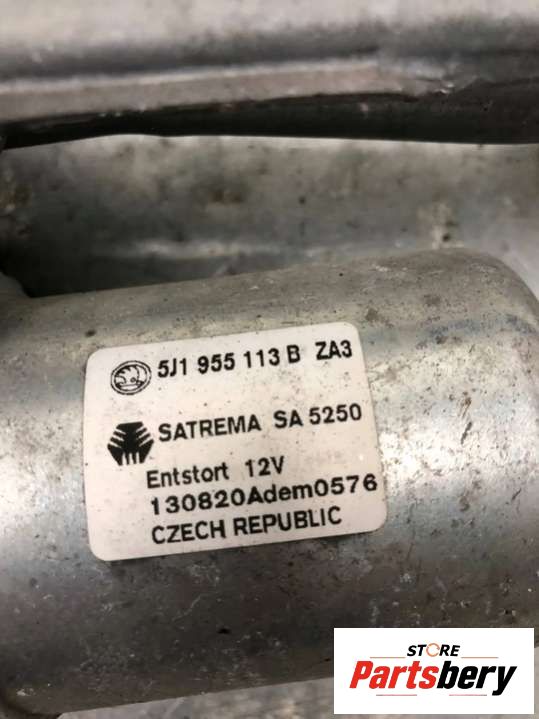 5J1 955 113 B ZA3
SATREMA SA 5250
Entstort 12V
130820Adem0576
CZECH REPUBLIC
STORE
Partsbery